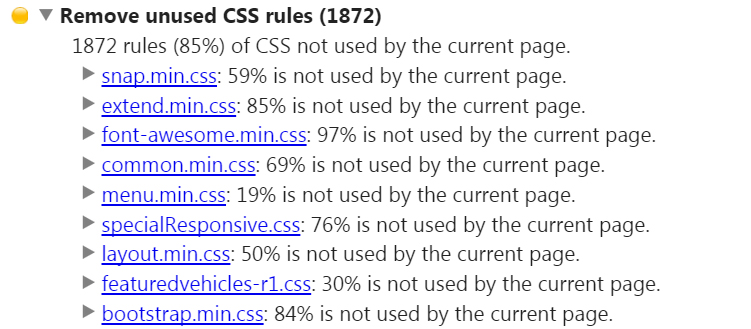 Remove unused CSS rules (1872)
1872 rules (85%) of CSS not used by the current page.
snap.min.css: 59% is not used by the current page.
extend.min.css: 85% is not used by the current page.
font-awesome.min.css: 97% is not used by the current page.
common.min.css: 69% is not used by the current page.
menu.min.css: 19% is not used by the current page.
specialResponsive.css: 76% is not used by the current page.
layout.min.css: 50% is not used by the current page.
featuredvehicles-r1.css: 30% is not used by the current page.
bootstrap.min.css: 84% is not used by the current page.